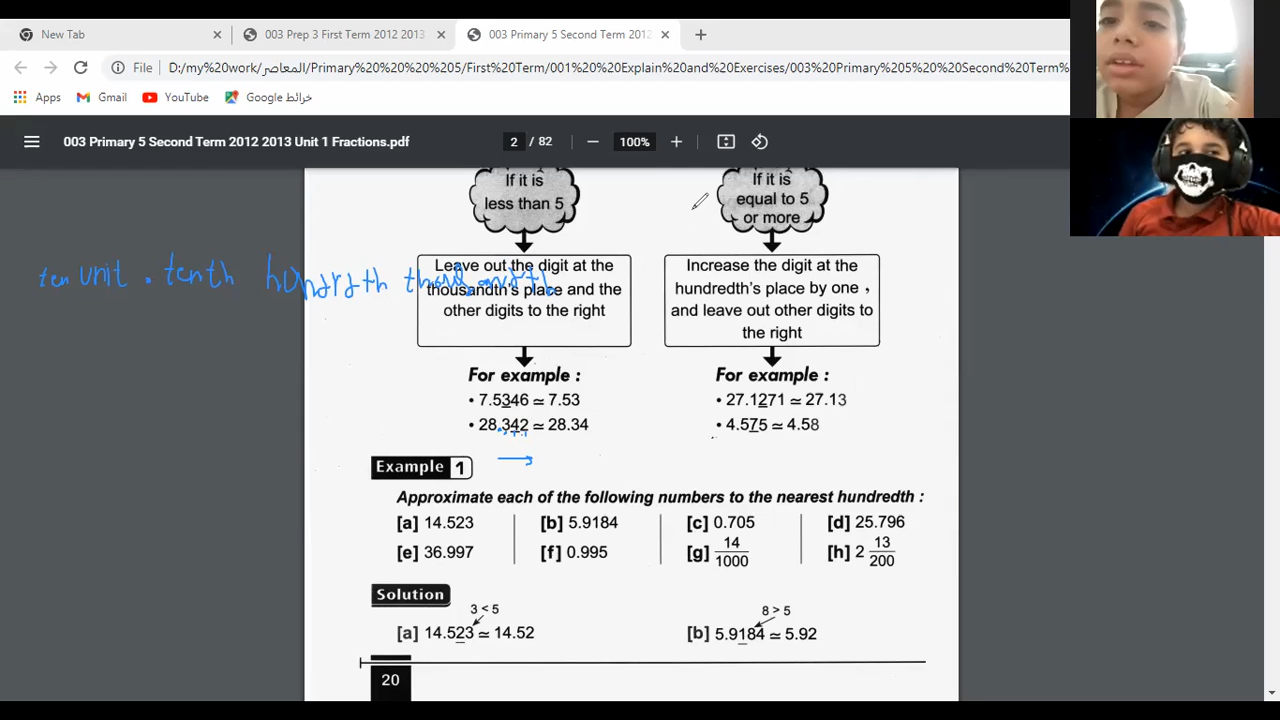 New Tab
003 Prep 3 First Term 2012 2013
003 Primary 5 Second Term 2012
File
D:/my%20work/المعاصر/Primary%20%20%20%205/First Term/001%20%20Explain%20and%20Exercises/003%20Primary%205%20%20Second%20Term%
Apps
Gmail
YouTube
خرائط Google
003 Primary 5 Second Term 2012 2013 Unit 1 Fractions.pdf
2 / 82
100%
If it is
less than 5
If it is
equal to 5
or more
ten unit . tenth hundredth thousandth
Leave out the digit at the
thousandth's place and the
other digits to the right
Increase the digit at the
hundredth's place by one ,
and leave out other digits to
the right
For example :
• 7.5346 ≃ 7.53
• 28.342 ≃ 28.34
For example :
• 27.1271 ≃ 27.13
• 4.575 ≃ 4.58
Example 1
Approximate each of the following numbers to the nearest hundredth :
[a] 14.523 [b] 5.9184 [c] 0.705 [d] 25.796
[e] 36.997 [f] 0.995 [g] 14/1000 [h] 2 13/200
Solution
3 < 5
[a] 14.523 ≃ 14.52
8 > 5
[b] 5.9184 ≃ 5.92
20